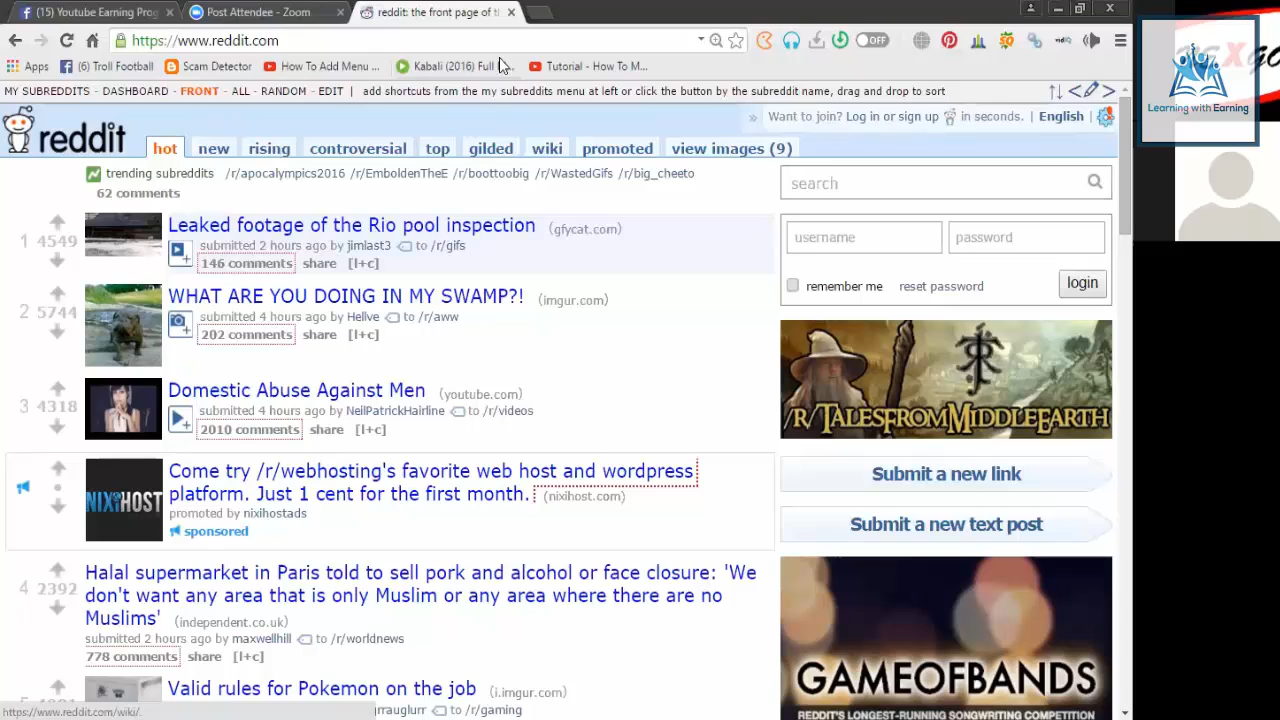 (15) Youtube Earning Prog
Post Attendee - Zoom
reddit: the front page of t
https://www.reddit.com
OFF
Apps
(6) Troll Football
Scam Detector
How To Add Menu ...
Kabali (2016) Full
Tutorial - How To M...
MY SUBREDDITS - DASHBOARD - FRONT - ALL - RANDOM - EDIT | add shortcuts from the my subreddits menu at left or click the button by the subreddit name, drag and drop to sort
» Want to join? Log in or sign up in seconds. | English |
Learning with Earning
reddit
hot new rising controversial top gilded wiki promoted view images (9)
trending subreddits /r/apocalympics2016 /r/EmboldenTheE /r/boottoobig /r/WastedGifs /r/big_cheeto
62 comments
search
1 4549
Leaked footage of the Rio pool inspection (gfycat.com)
submitted 2 hours ago by jimlast3 to /r/gifs
146 comments share [l+c]
username password
remember me reset password login
2 5744
WHAT ARE YOU DOING IN MY SWAMP?! (imgur.com)
submitted 4 hours ago by Hellve to /r/aww
202 comments share [l+c]
3 4318
Domestic Abuse Against Men (youtube.com)
submitted 4 hours ago by NeilPatrickHairline to /r/videos
2010 comments share [l+c]
/R/TALESFROMMIDDLEEARTH
NIXIHOST
Come try /r/webhosting's favorite web host and wordpress
platform. Just 1 cent for the first month. (nixihost.com)
promoted by nixihostads
sponsored
Submit a new link
Submit a new text post
4 2392
Halal supermarket in Paris told to sell pork and alcohol or face closure: 'We
don't want any area that is only Muslim or any area where there are no
Muslims' (independent.co.uk)
submitted 2 hours ago by maxwellhill to /r/worldnews
778 comments share [l+c]
Valid rules for Pokemon on the job (i.imgur.com)
rrauglurr to /r/gaming
GAMEOFBANDS
REDDIT'S LONGEST-RUNNING SONGWRITING COMPETITION
https://www.reddit.com/wiki/.